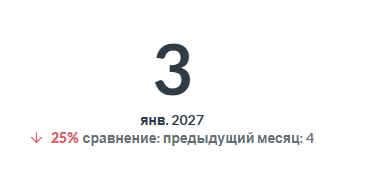 3
янв. 2027
↓ 25% сравнение: предыдущий месяц: 4